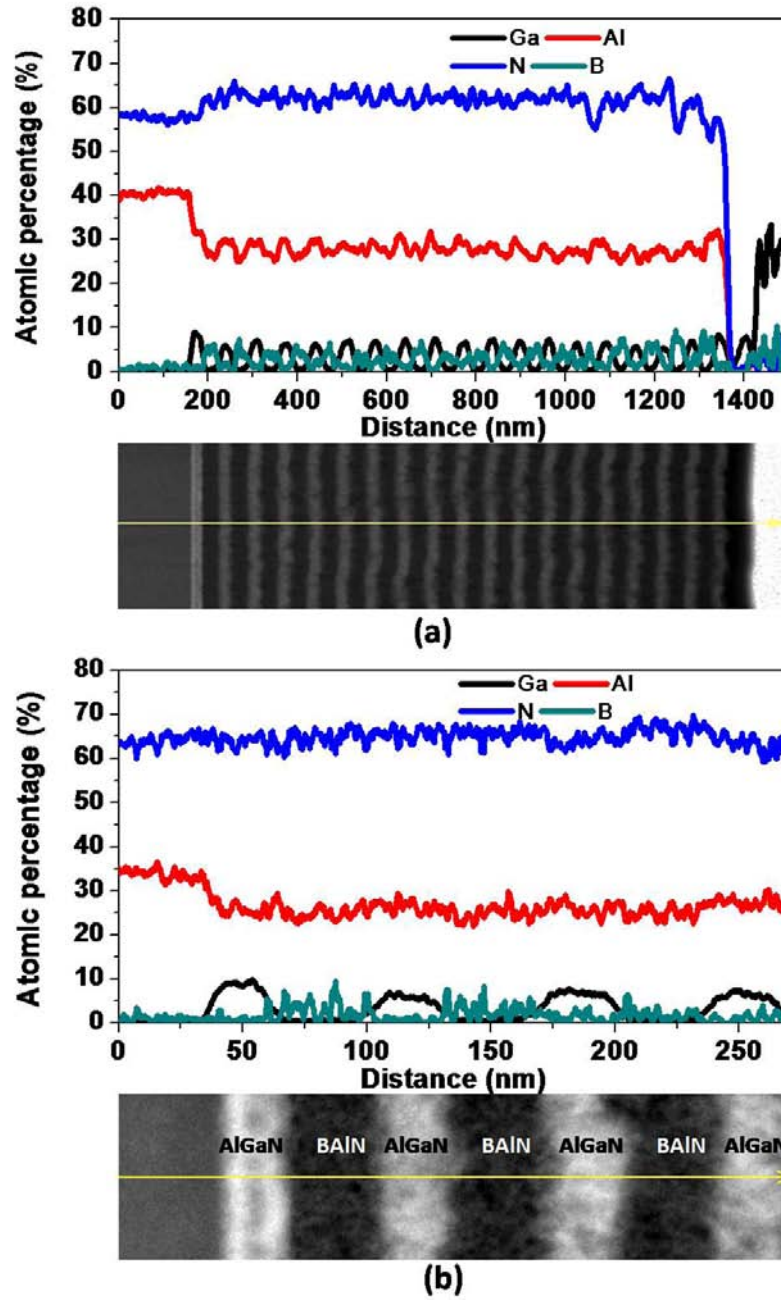 80
Ga Al
N B
70
60
50
40
30
20
10
0
Atomic percentage (%)
0 200 400 600 800 1000 1200 1400
Distance (nm)
(a)
80
Ga Al
N B
70
60
50
40
30
20
10
0
Atomic percentage (%)
0 50 100 150 200 250
Distance (nm)
AlGaN BAlN AlGaN BAlN AlGaN BAlN AlGaN
(b)